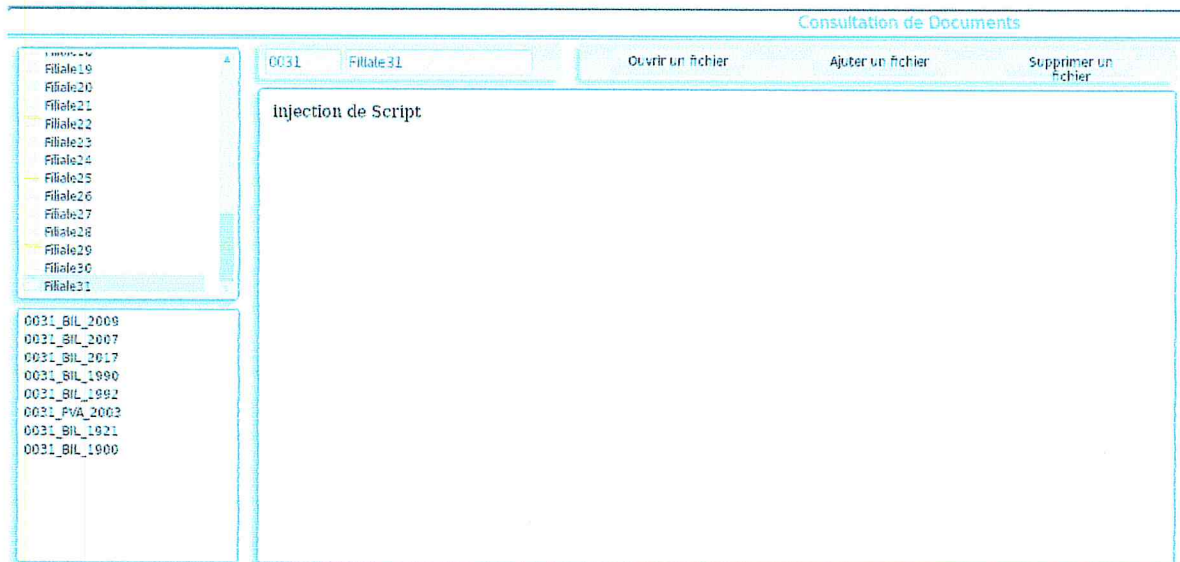 Consultation de Documents
Filiale19
Filiale20
Filiale21
Filiale22
Filiale23
Filiale24
Filiale25
Filiale26
Filiale27
Filiale28
Filiale29
Filiale30
Filiale31
0031 Filiale31
Ouvrir un fichier
Ajuter un fichier
Supprimer un
fichier
injection de Script
0031_BIL_2009
0031_BIL_2007
0031_BIL_2017
0031_BIL_1990
0031_BIL_1992
0031_PVA_2003
0031_BIL_1921
0031_BIL_1900